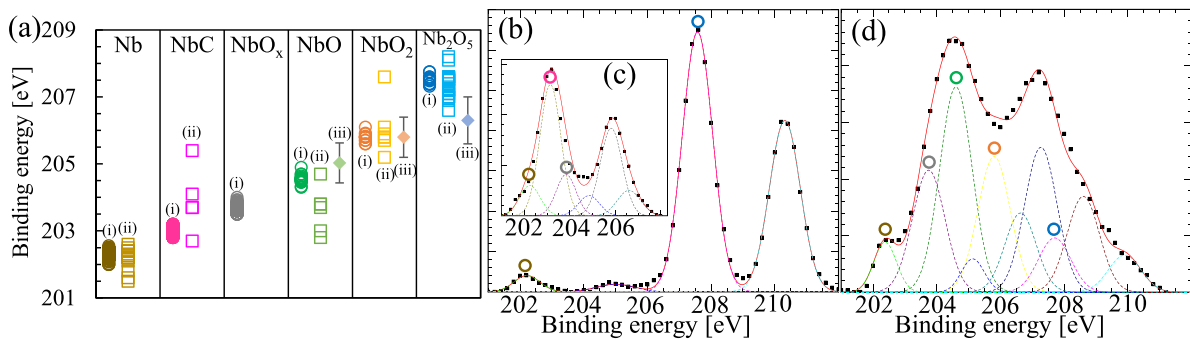 (a)
Binding energy [eV]
209
207
205
203
201
Nb NbC NbOx NbO NbO2 Nb2O5
(i) (ii)
(i) (ii)
(i)
(i) (ii) (iii)
(i) (ii) (iii)
(i) (ii) (iii)
(b)
202 204 206 208 210
Binding energy [eV]
(c)
202 204 206
(d)
202 204 206 208 210
Binding energy [eV]